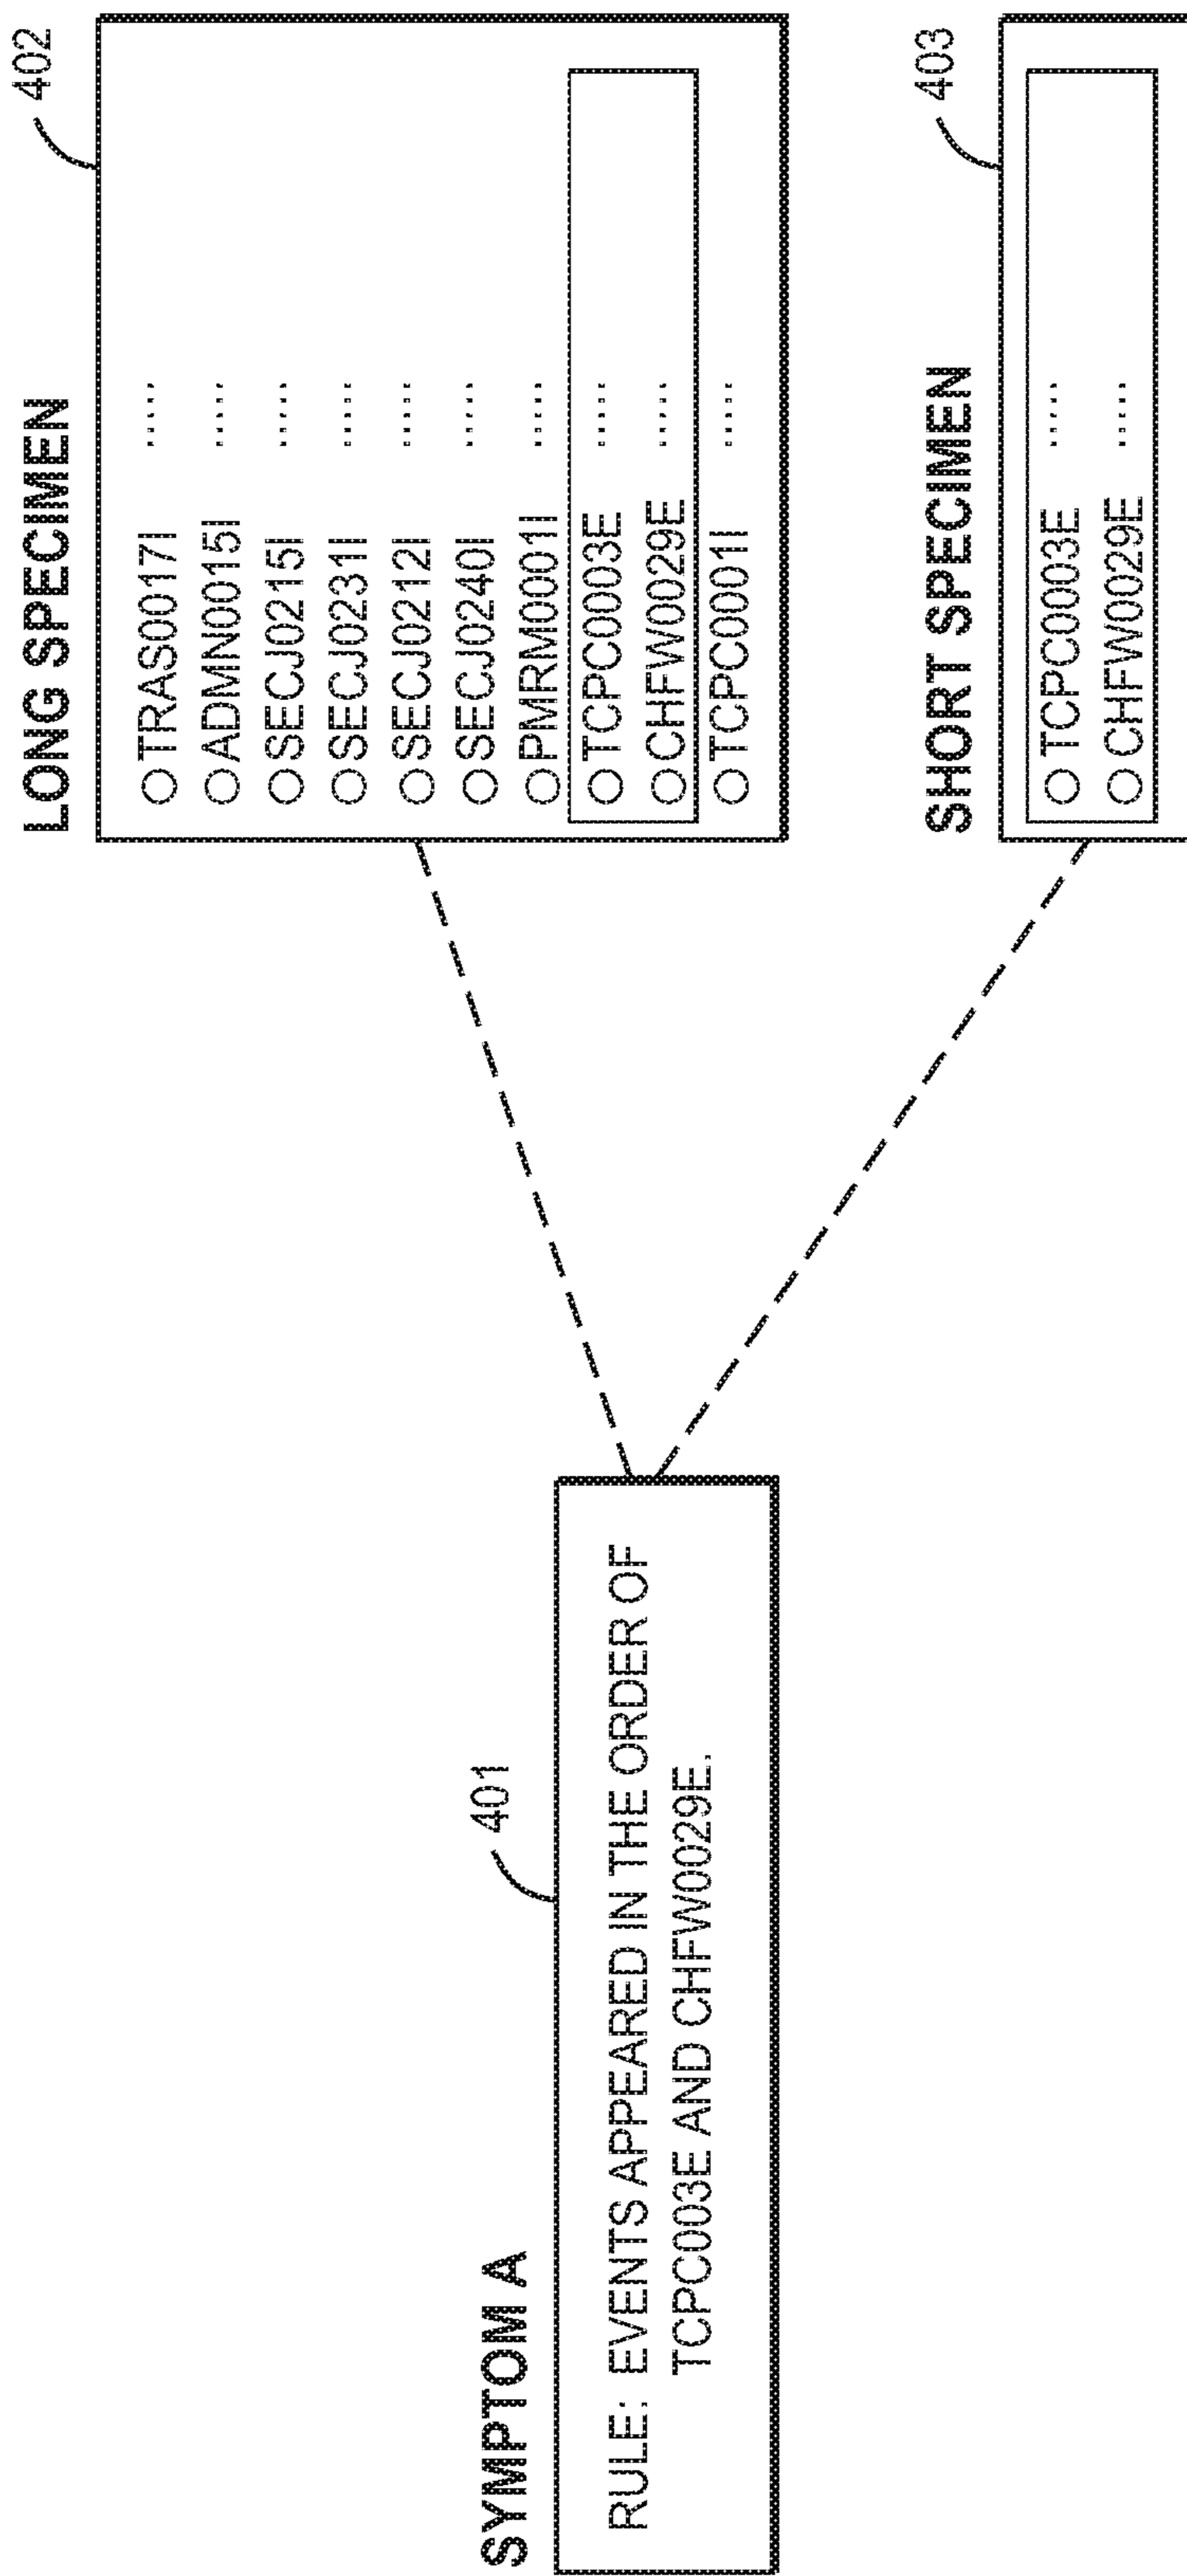 SYMPTOM A
401
RULE: EVENTS APPEARED IN THE ORDER OF
TCPC003E AND CHFW0029E.
LONG SPECIMEN
402
TRAS0017I .....
ADMN0015I .....
SECJ0215I .....
SECJ0231I .....
SECJ0212I .....
SECJ0240I .....
PMRM0001I .....
TCPC0003E .....
CHFW0029E .....
TCPC0001I .....
SHORT SPECIMEN
403
TCPC0003E .....
CHFW0029E .....